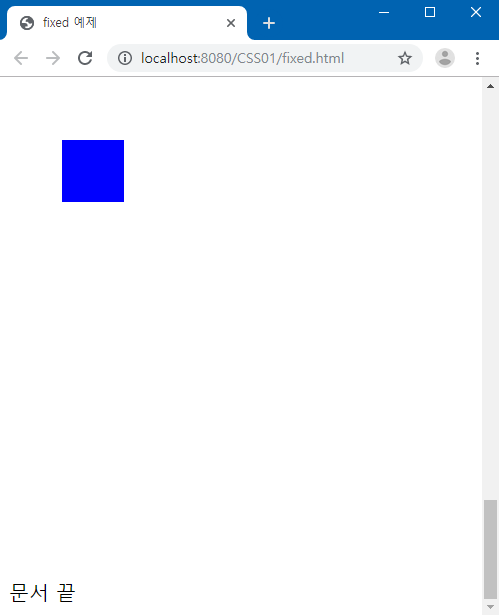 fixed 예제
localhost:8080/CSS01/fixed.html
문서 끝